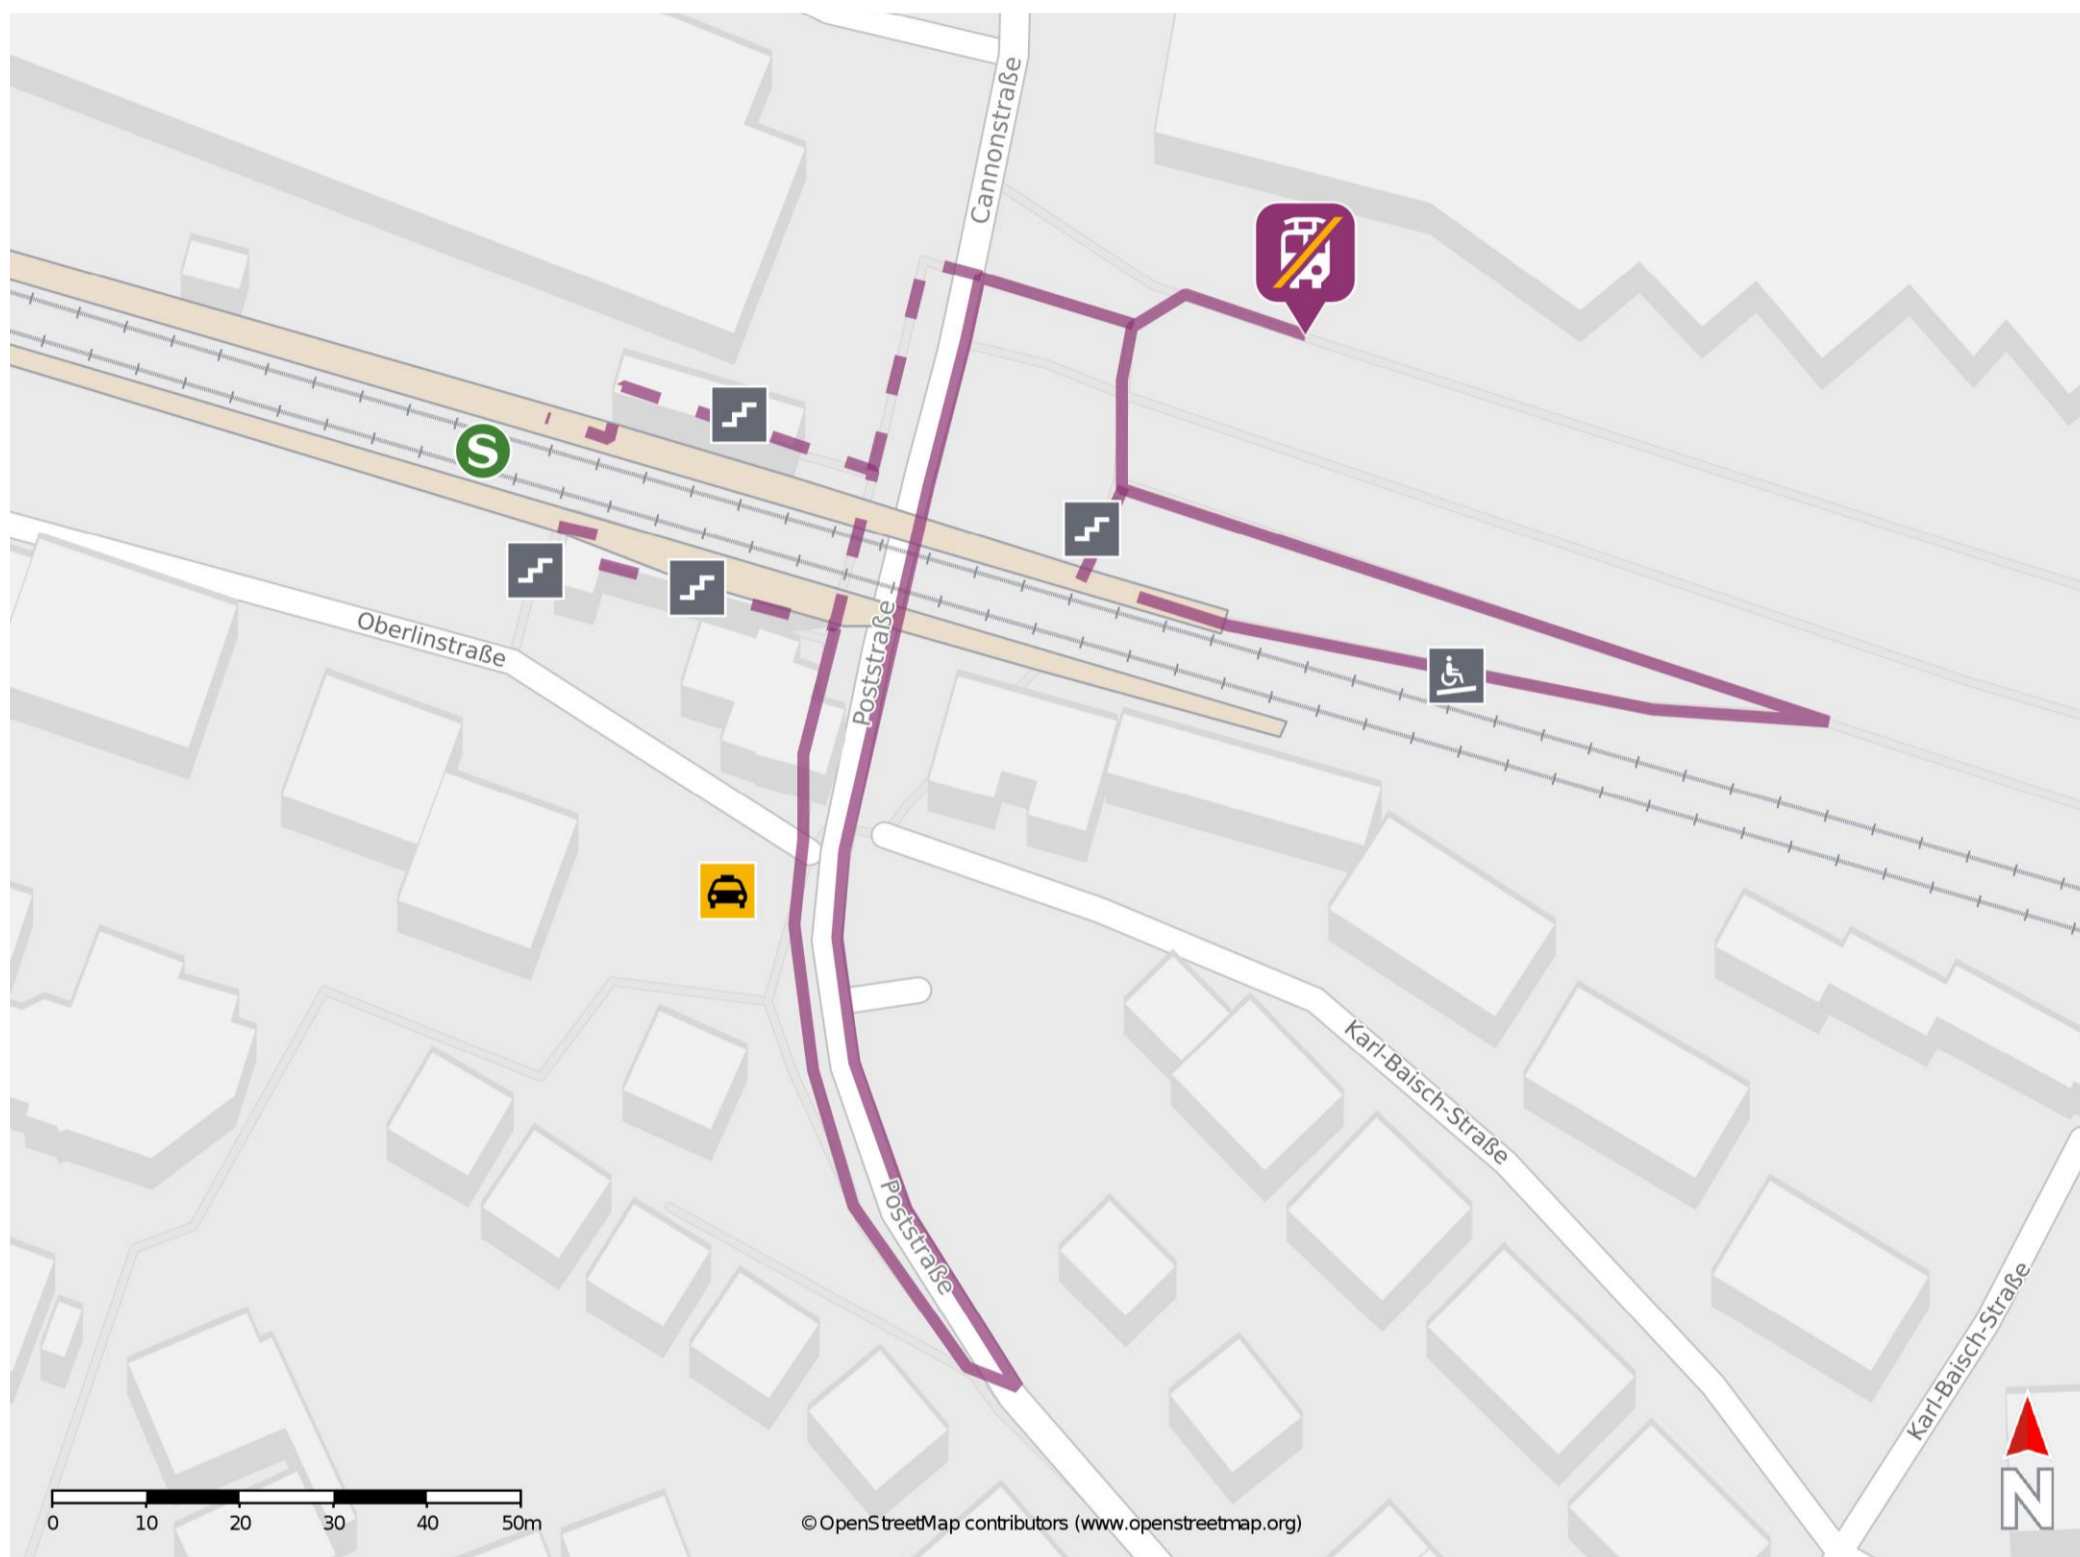 Cannonstraße
S
Oberlinstraße
Poststraße
Karl-Baisch-Straße
Poststraße
Karl-Baisch-Straße
0 10 20 30 40 50m
© OpenStreetMap contributors (www.openstreetmap.org)
N